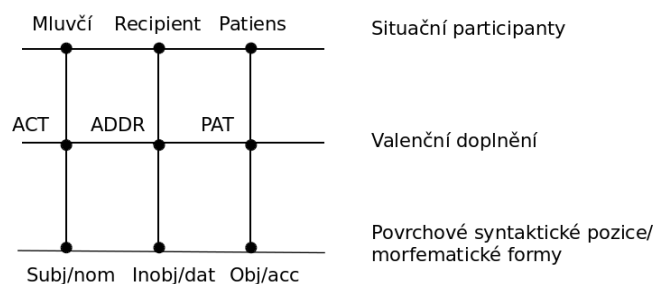 Mluvčí Recipient Patiens Situační participanty
ACT ADDR PAT Valenční doplnění
Povrchové syntaktické pozice/
morfematické formy
Subj/nom Inobj/dat Obj/acc